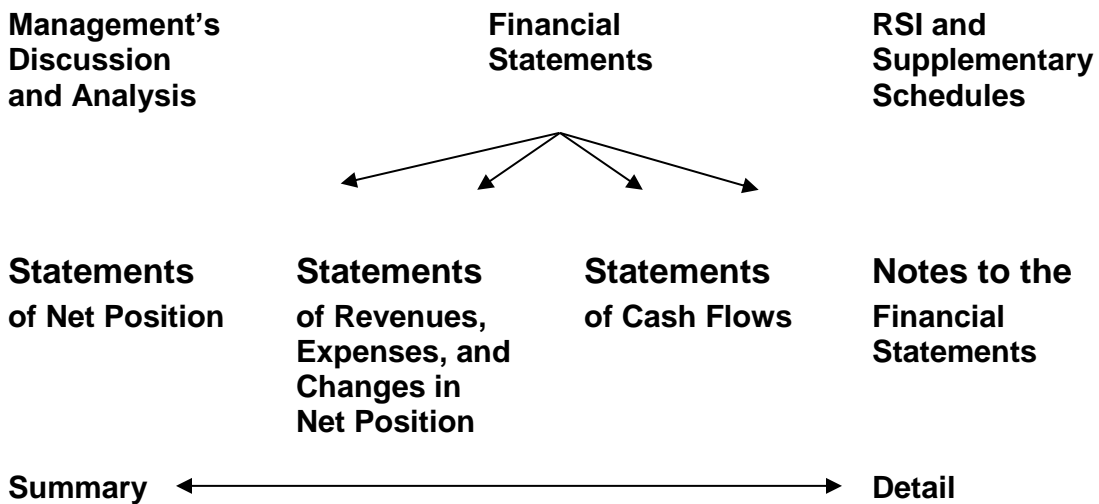 Management’s
Discussion
and Analysis
Financial
Statements
RSI and
Supplementary
Schedules
Statements
of Net Position
Statements
of Revenues,
Expenses, and
Changes in
Net Position
Statements
of Cash Flows
Notes to the
Financial
Statements
Summary
Detail